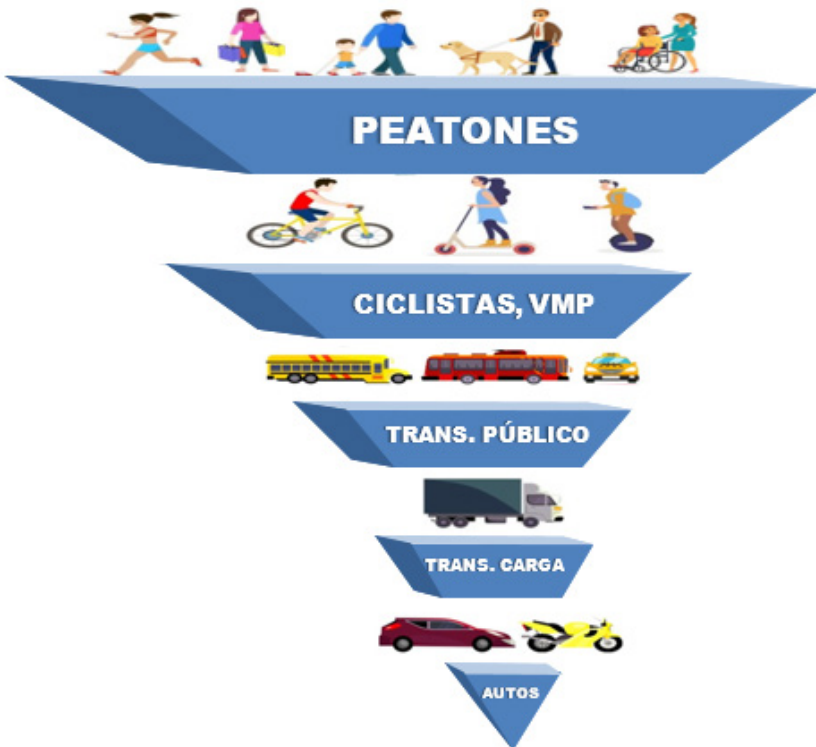 PEATONES
CICLISTAS, VMP
TRANS. PÚBLICO
TRANS. CARGA
AUTOS